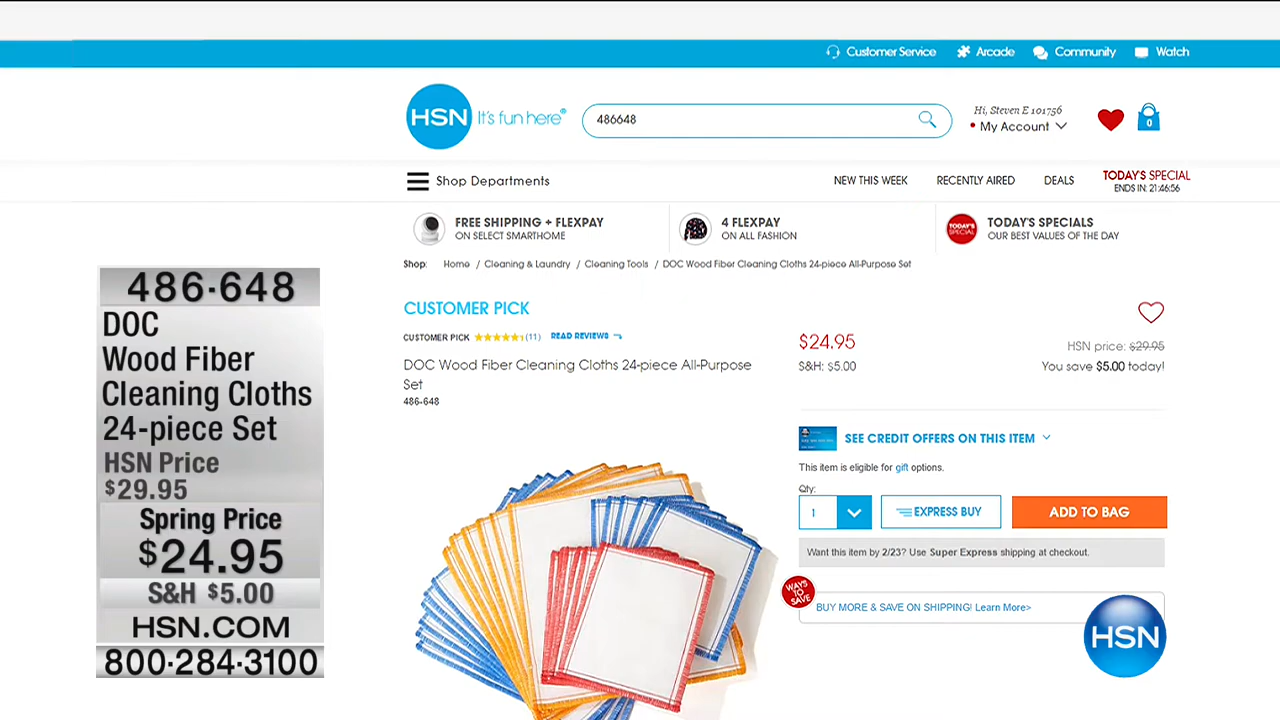 Customer Service
Arcade
Community
Watch
HSN It's fun here®
486648
Hi, Steven E 101756
My Account
0
Shop Departments
NEW THIS WEEK
RECENTLY AIRED
DEALS
TODAY'S SPECIAL
ENDS IN: 21:46:56
FREE SHIPPING + FLEXPAY
ON SELECT SMARTHOME
4 FLEXPAY
ON ALL FASHION
TODAY'S SPECIAL
TODAY'S SPECIALS
OUR BEST VALUES OF THE DAY
Shop: Home / Cleaning & Laundry / Cleaning Tools / DOC Wood Fiber Cleaning Cloths 24-piece All-Purpose Set
486-648
DOC
Wood Fiber
Cleaning Cloths
24-piece Set
HSN Price
$29.95
Spring Price
$24.95
S&H $5.00
HSN.COM
800-284-3100
CUSTOMER PICK
CUSTOMER PICK (11) READ REVIEWS
DOC Wood Fiber Cleaning Cloths 24-piece All-Purpose
Set
486-648
$24.95
S&H: $5.00
HSN price: $29.95
You save $5.00 today!
SEE CREDIT OFFERS ON THIS ITEM
This item is eligible for gift options.
Qty:
1
EXPRESS BUY
ADD TO BAG
Want this item by 2/23? Use Super Express shipping at checkout.
WAYS TO SAVE
BUY MORE & SAVE ON SHIPPING! Learn More>
HSN